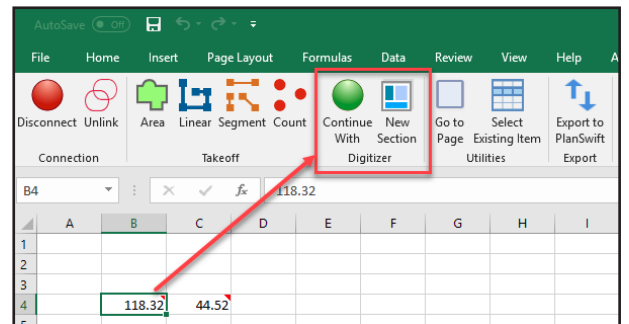 AutoSave Off
File Home Insert Page Layout Formulas Data Review View Help A
Disconnect Unlink Area Linear Segment Count Continue With New Section Go to Page Select Existing Item Export to PlanSwift
Connection Takeoff Digitizer Utilities Export
B4 fx 118.32
A B C D E F G H I
1
2
3
4 118.32 44.52
5